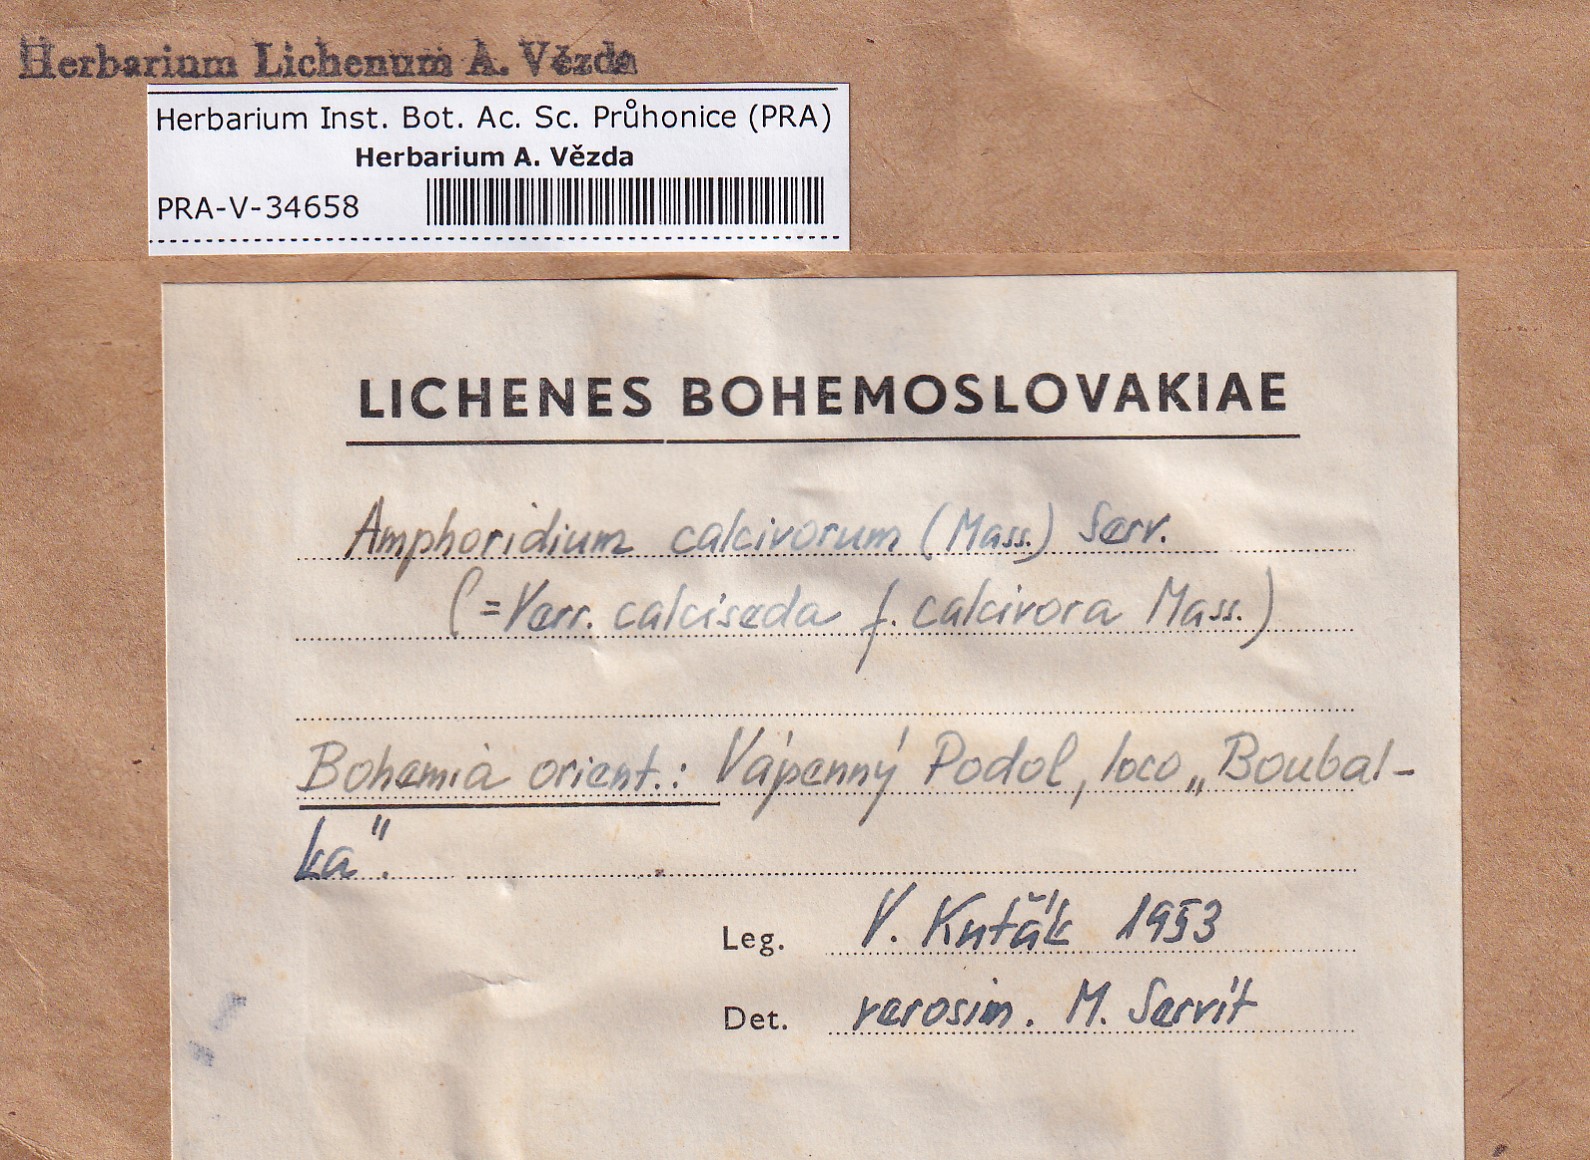 Herbarium Lichenum A. Vězda
Herbarium Inst. Bot. Ac. Sc. Průhonice (PRA)
Herbarium A. Vězda
PRA-V-34658
LICHENES BOHEMOSLOVAKIAE
Amphoridium calcivorum (Mass.) Serv.
(=Verr. calciseda f. calcivora Mass.)
Bohemia orient.: Vápenný Podol, loco „Boubal-
ka".
Leg. V. Kuťák 1953
Det. verosim. M. Servít